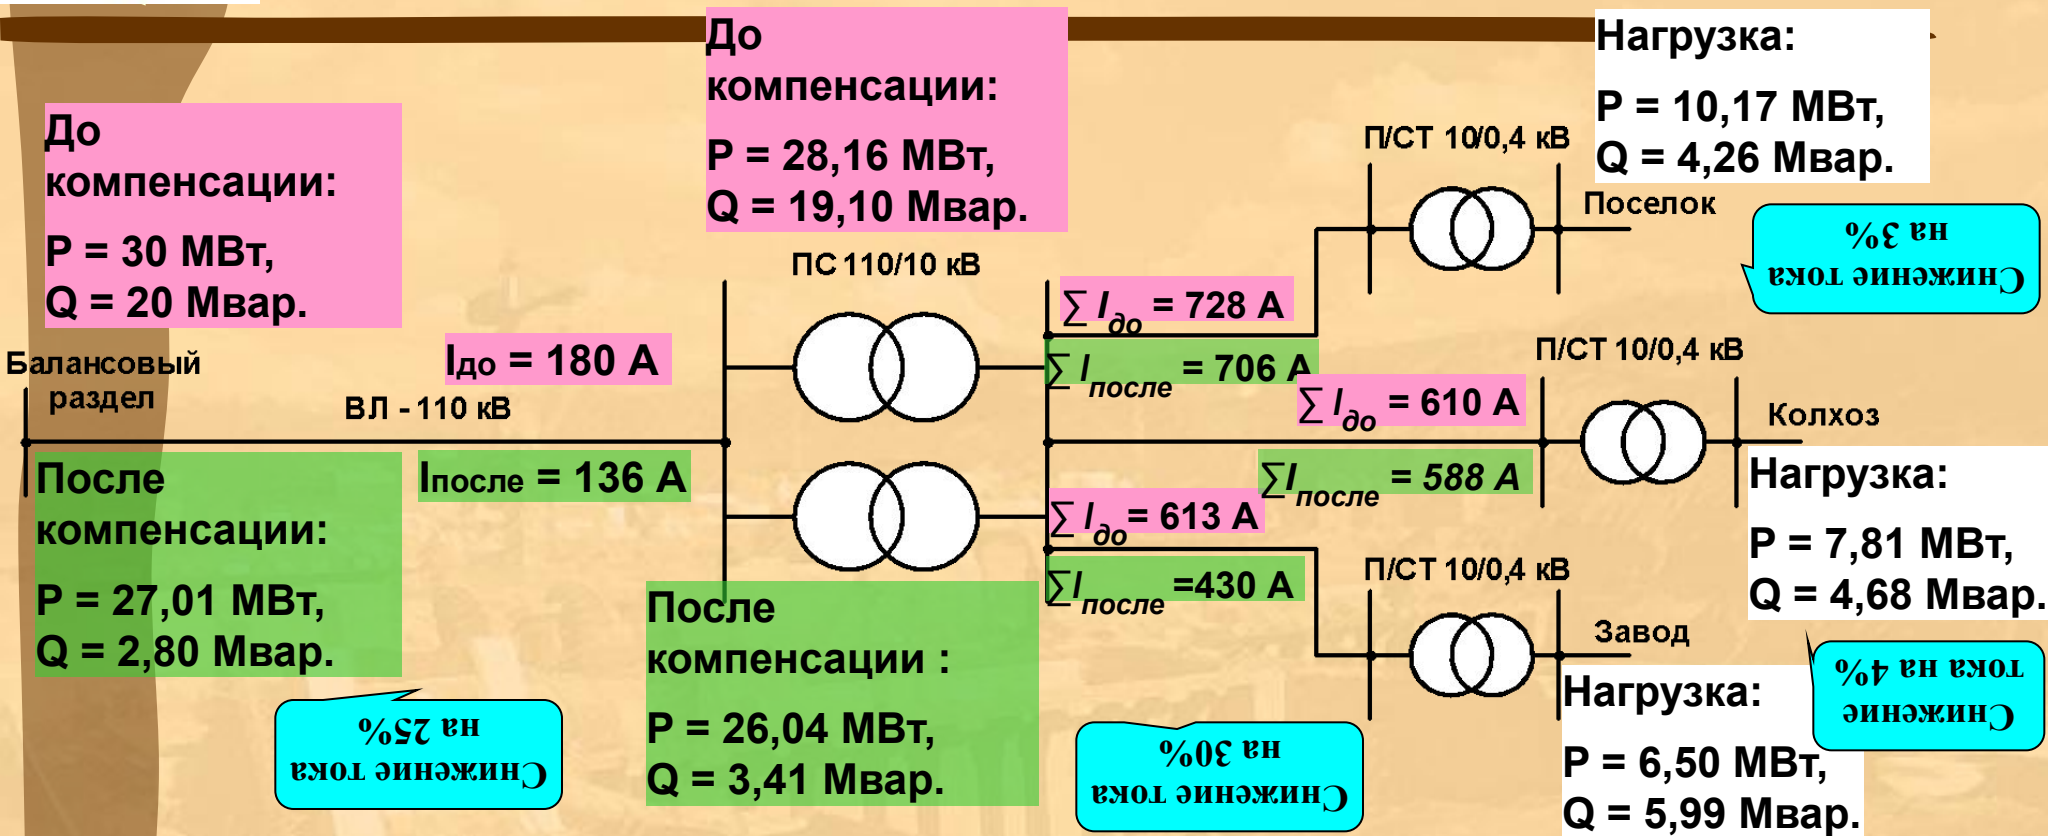 До
компенсации:
P = 30 МВт,
Q = 20 Мвар.
До
компенсации:
P = 28,16 МВт,
Q = 19,10 Мвар.
Нагрузка:
P = 10,17 МВт,
Q = 4,26 Мвар.
П/СТ 10/0,4 кВ
Поселок
Снижение тока
на 3%
ПС 110/10 кВ
∑ Iдо = 728 А
∑ Iпосле = 706 А
Балансовый
раздел
Iдо = 180 А
ВЛ - 110 кВ
Iпосле = 136 А
П/СТ 10/0,4 кВ
∑ Iдо = 610 А
Колхоз
∑Iпосле = 588 А
Нагрузка:
P = 7,81 МВт,
Q = 4,68 Мвар.
Снижение
тока на 4%
После
компенсации:
P = 27,01 МВт,
Q = 2,80 Мвар.
Снижение тока
на 25%
∑ Iдо= 613 А
∑Iпосле =430 А
После
компенсации :
P = 26,04 МВт,
Q = 3,41 Мвар.
Снижение тока
на 30%
П/СТ 10/0,4 кВ
Завод
Нагрузка:
P = 6,50 МВт,
Q = 5,99 Мвар.